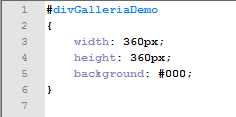 1 #divGalleriaDemo
2 {
3 width: 360px;
4 height: 360px;
5 background: #000;
6 }
7